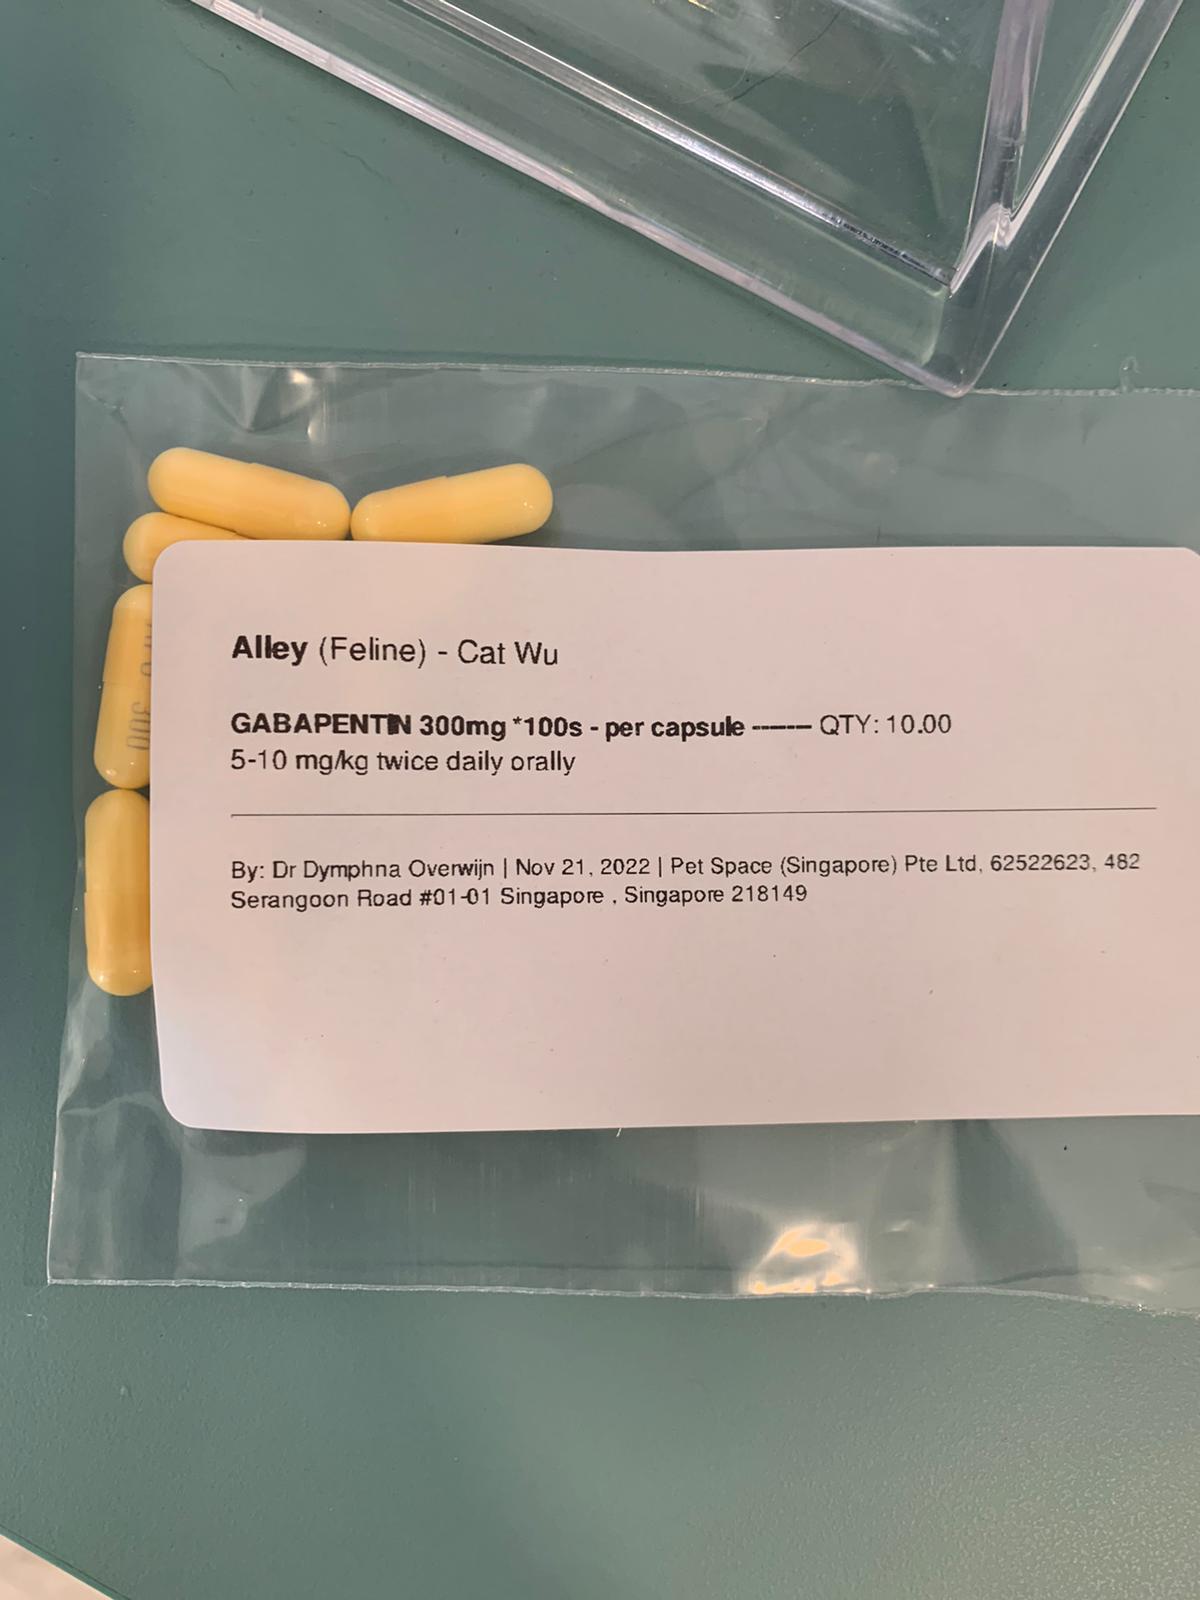 Alley (Feline) - Cat Wu
GABAPENTIN 300mg *100s - per capsule ------- QTY: 10.00
5-10 mg/kg twice daily orally
By: Dr Dymphna Overwijn | Nov 21, 2022 | Pet Space (Singapore) Pte Ltd, 62522623, 482
Serangoon Road #01-01 Singapore , Singapore 218149
300